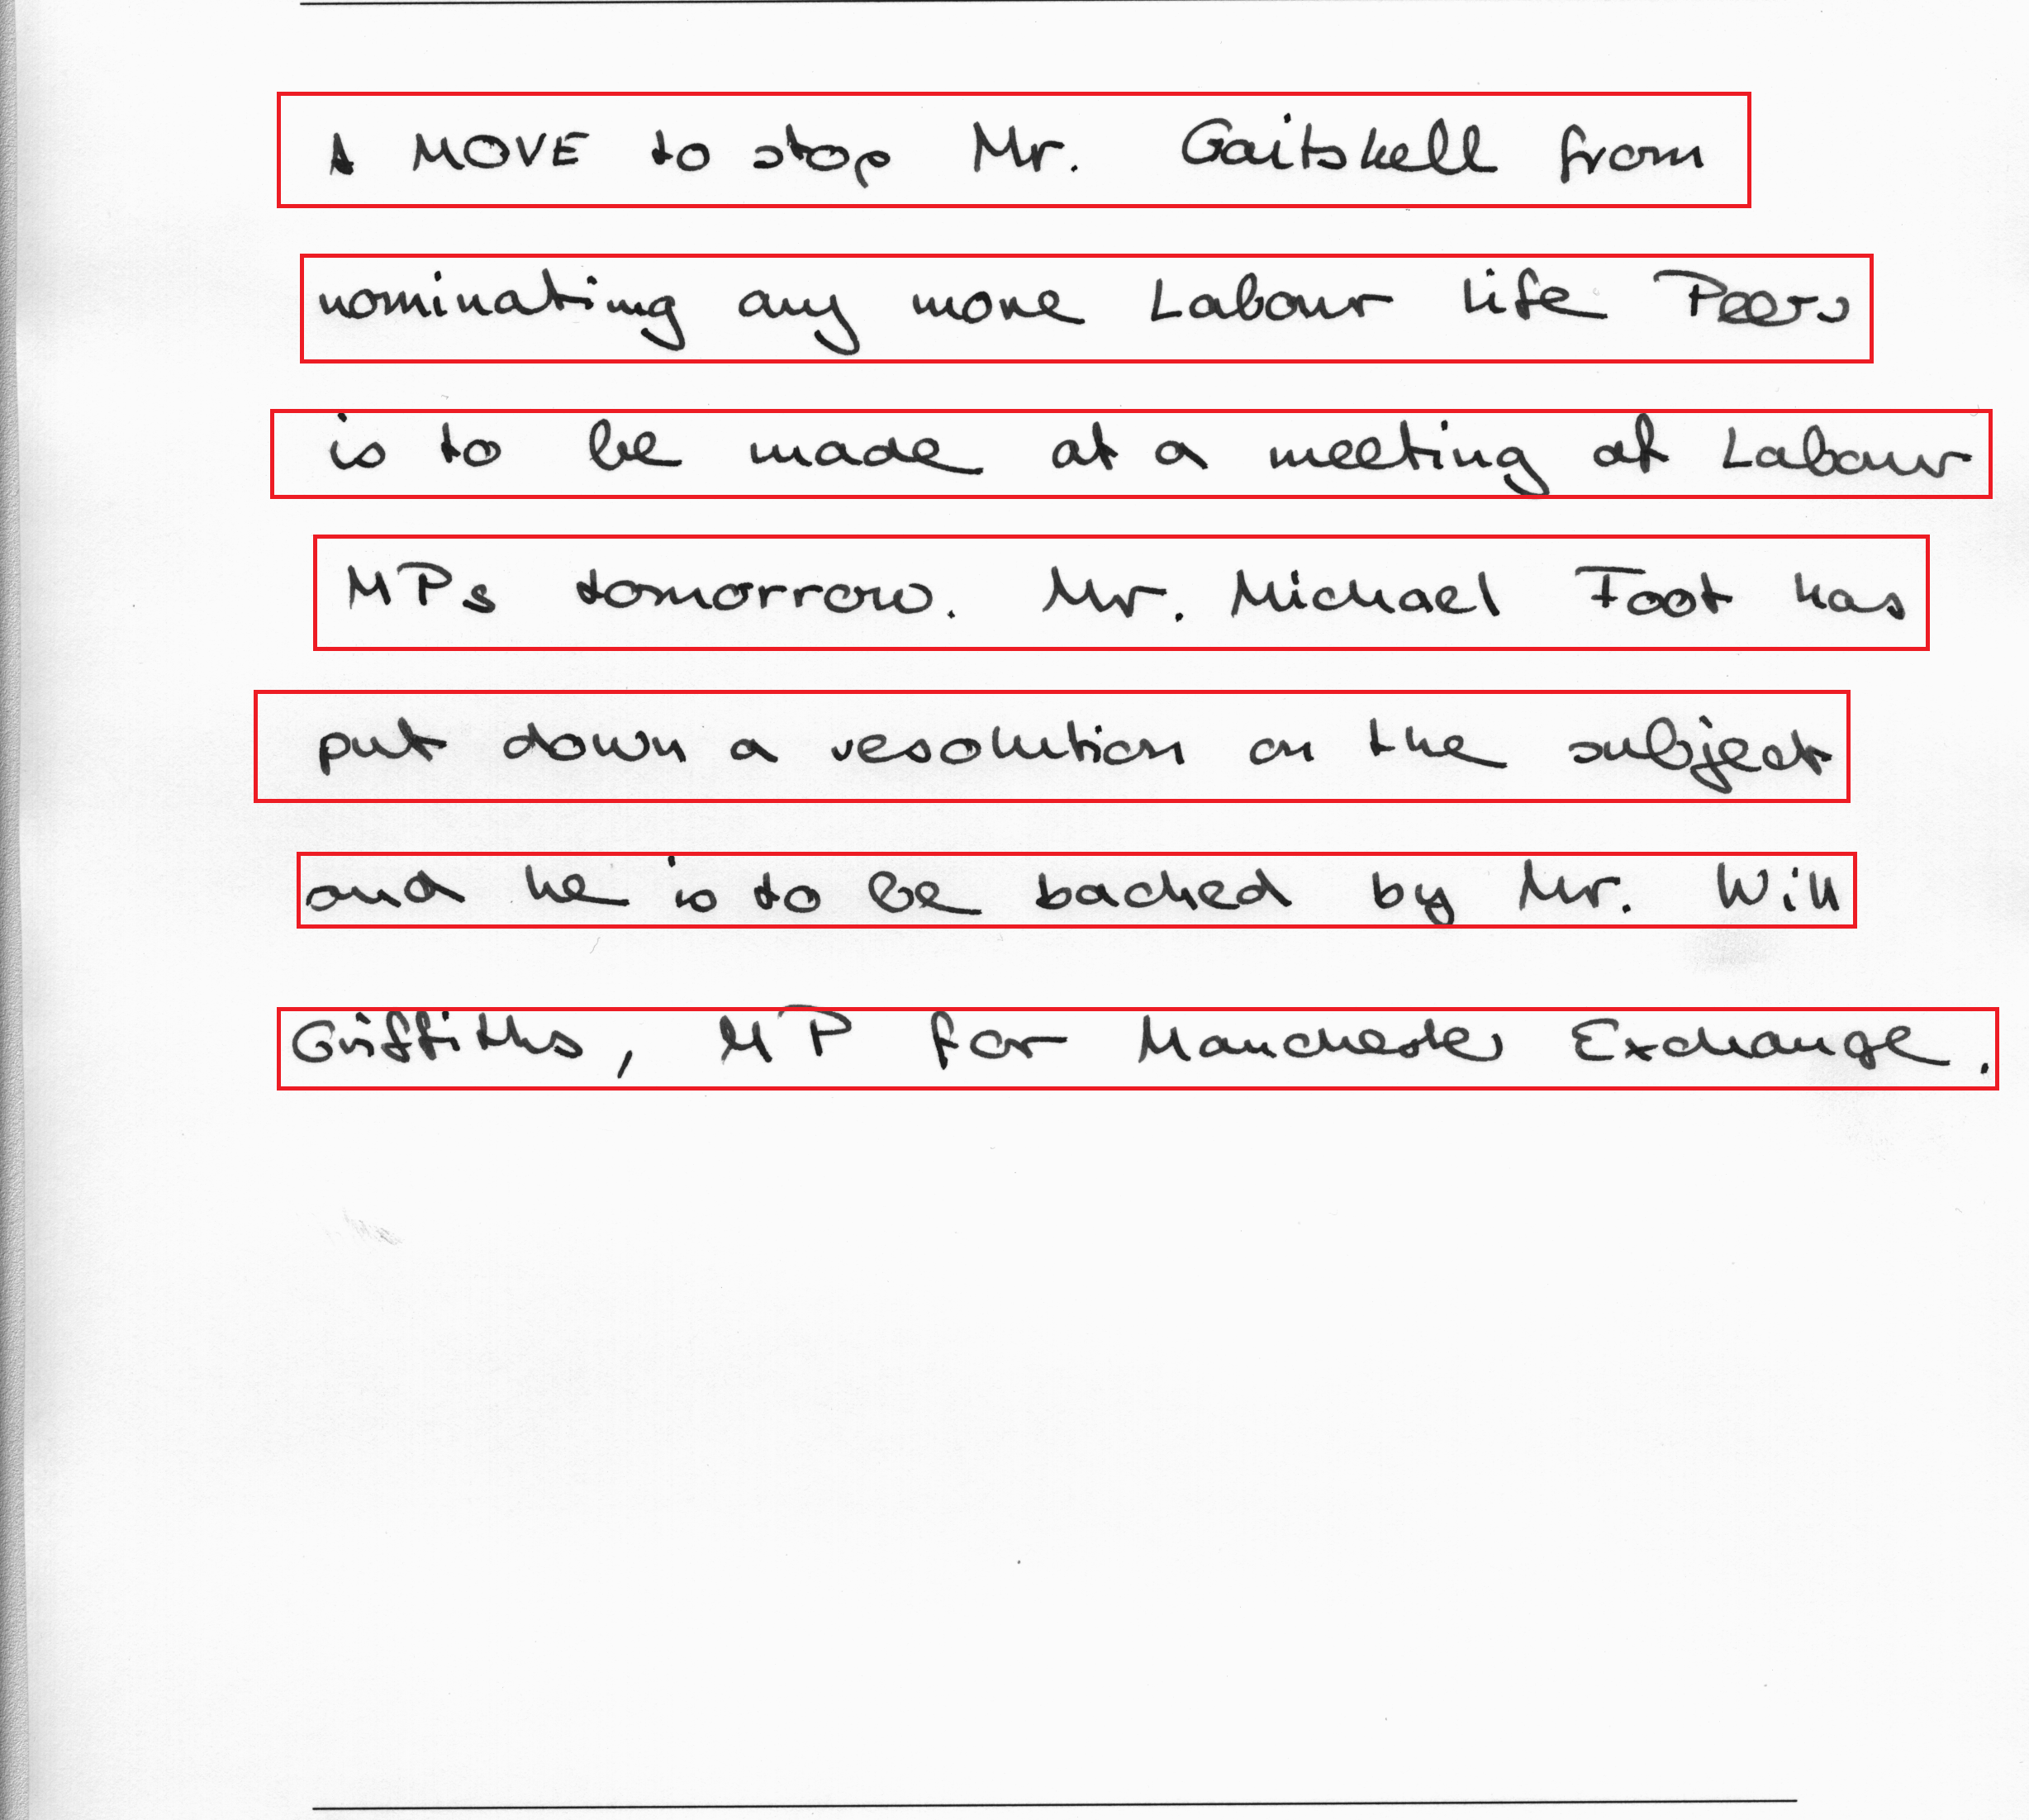 A MOVE to stop Mr. Gaitskell from
nominating any more Labour life Peers
is to be made at a meeting of Labour
MPs tomorrow. Mr. Michael Foot has
put down a resolution on the subject
and he is to be backed by Mr. Will
Griffiths, MP for Manchester Exchange.